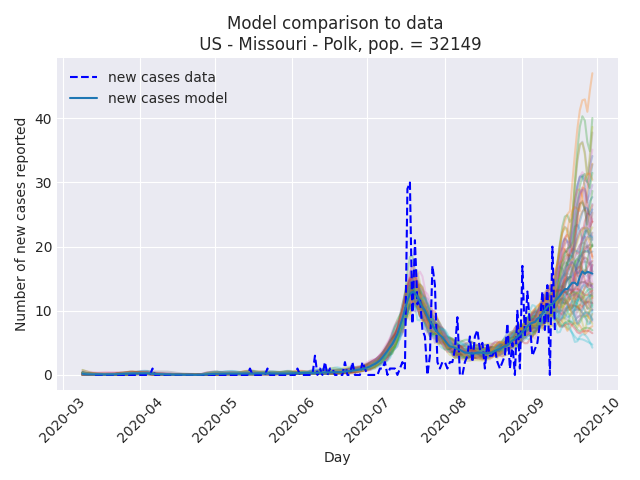 Model comparison to data
US - Missouri - Polk, pop. = 32149
new cases data
new cases model
Number of new cases reported
40
30
20
10
0
2020-03
2020-04
2020-05
2020-06
2020-07
2020-08
2020-09
2020-10
Day